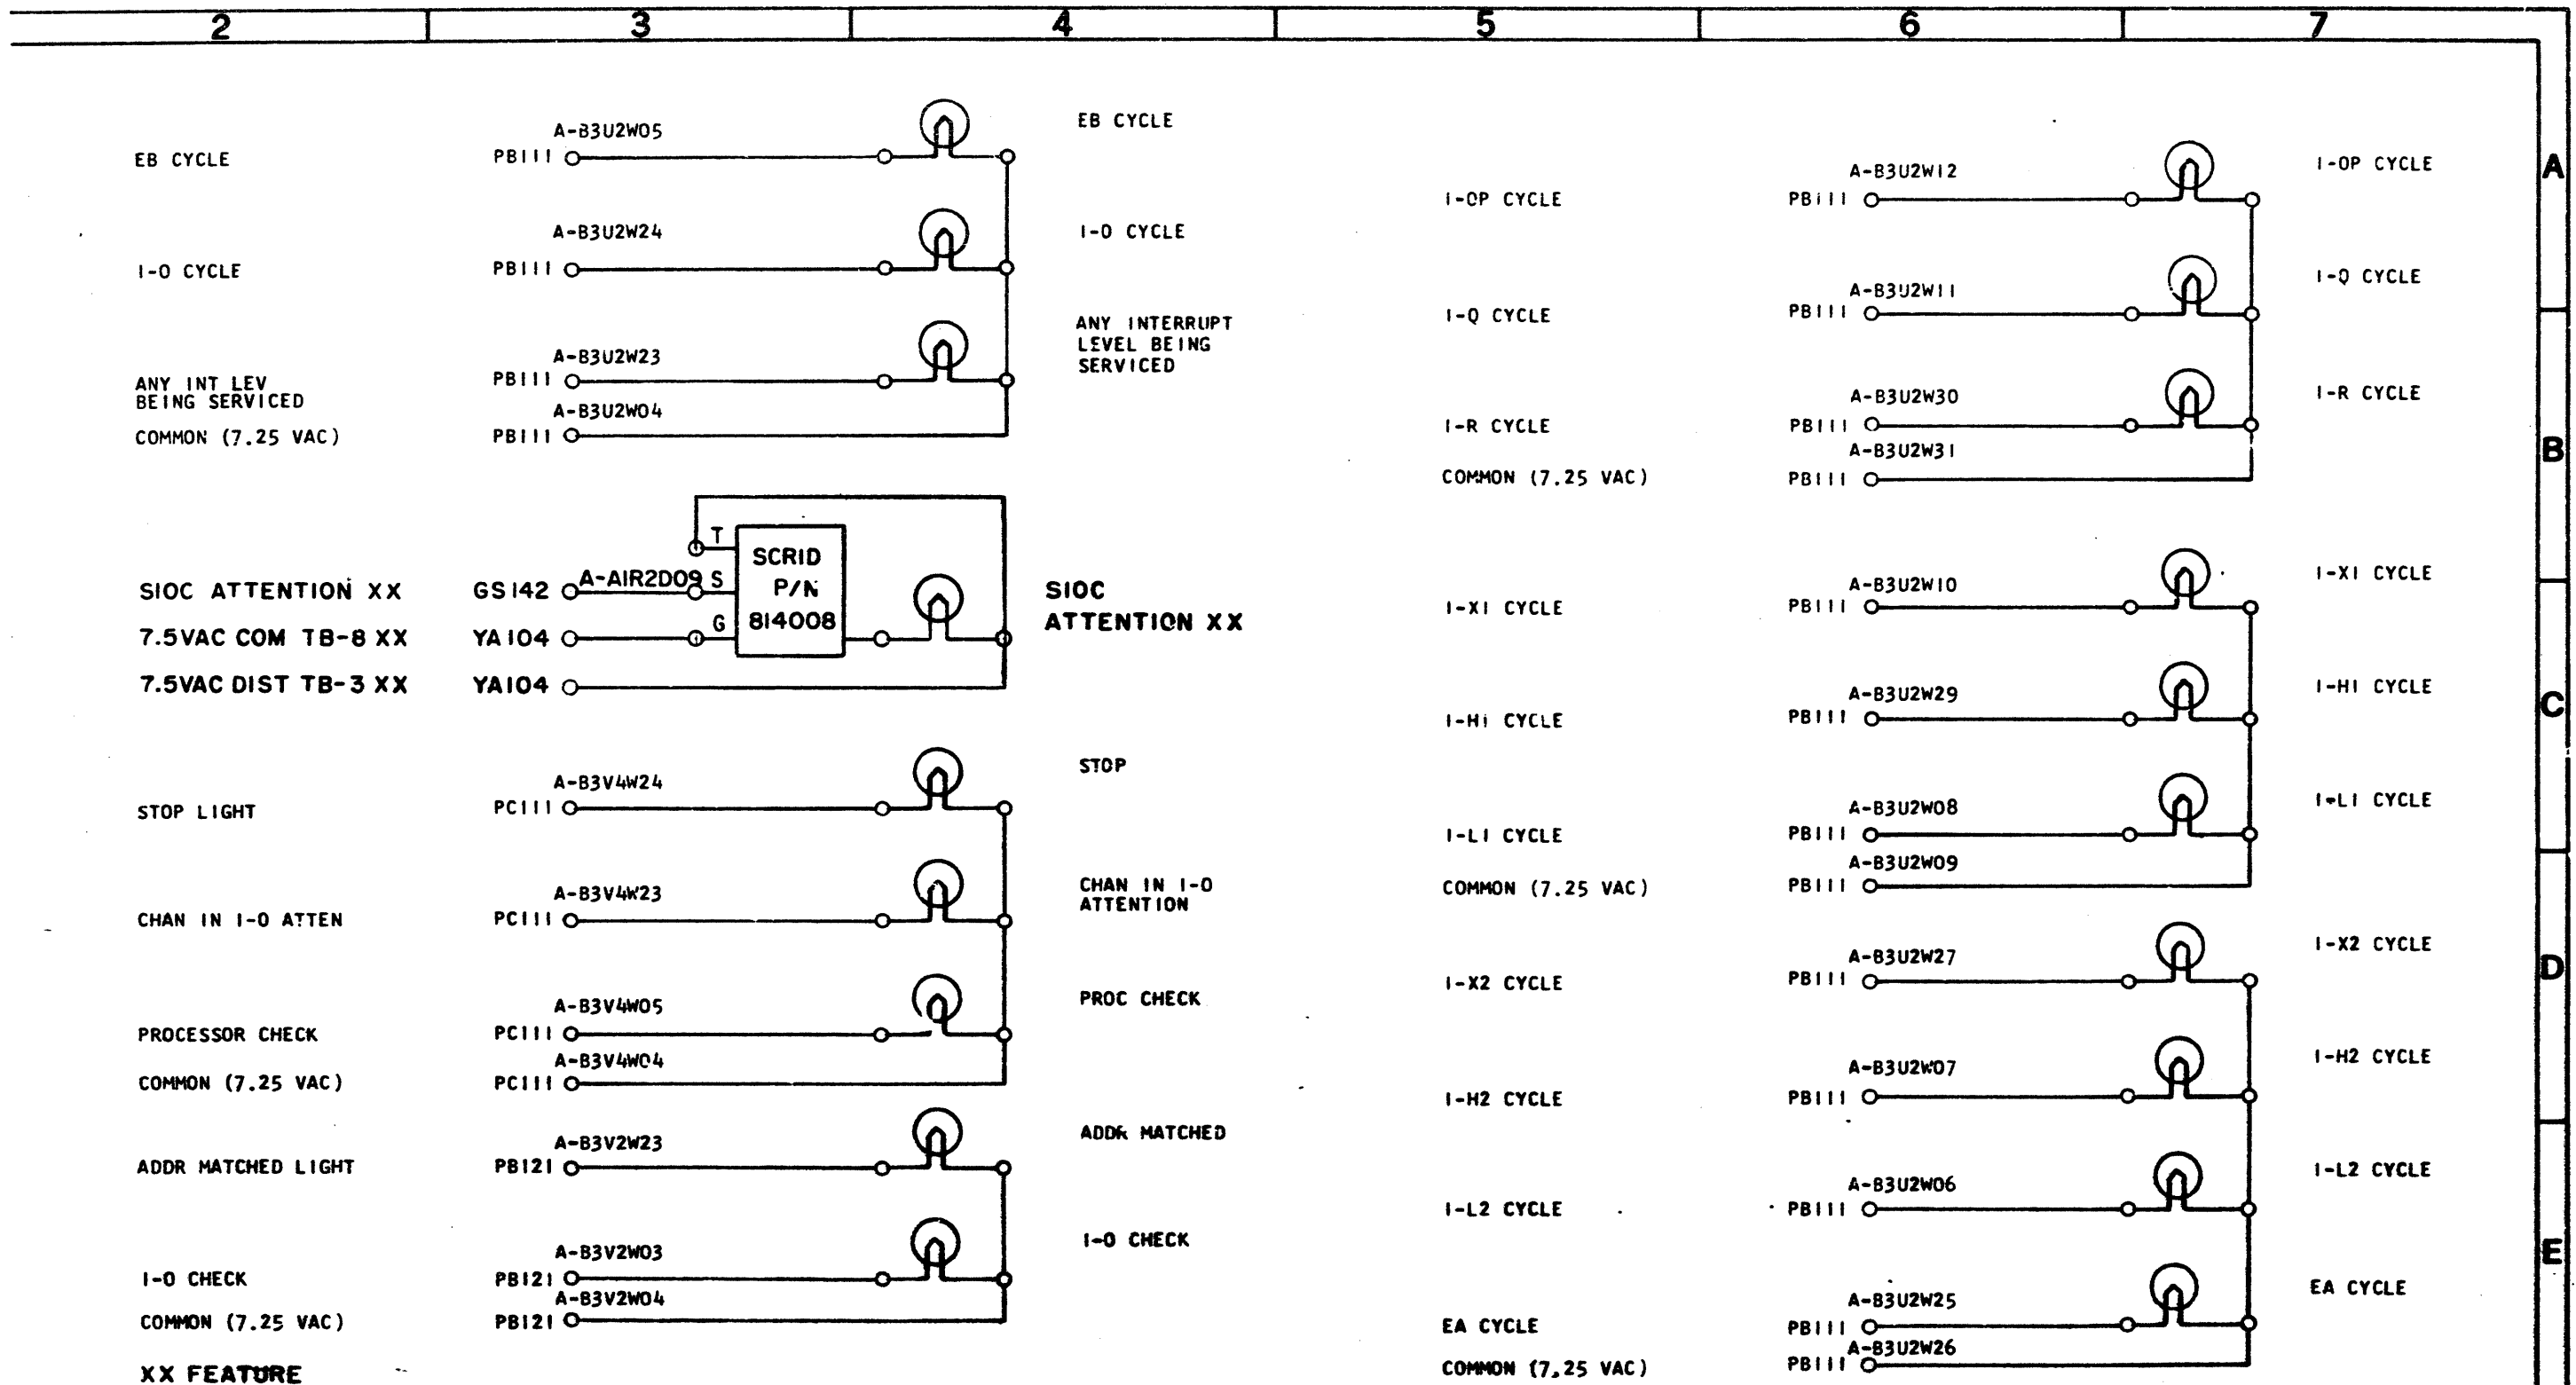 2 3 4 5 6 7
A
B
C
D
E
EB CYCLE
A-B3U2W05
PB111
EB CYCLE
I-O CYCLE
A-B3U2W24
PB111
I-O CYCLE
ANY INT LEV
BEING SERVICED
A-B3U2W23
PB111
ANY INTERRUPT
LEVEL BEING
SERVICED
COMMON (7.25 VAC)
A-B3U2W04
PB111
T
SCRID
P/N
814008
SIOC ATTENTION XX
GS142
A-A1R2D09 S
SIOC
ATTENTION XX
7.5VAC COM TB-8 XX
YA104
G
7.5VAC DIST TB-3 XX
YA104
STOP LIGHT
A-B3V4W24
PC111
STOP
CHAN IN I-O ATTEN
A-B3V4W23
PC111
CHAN IN I-O
ATTENTION
PROCESSOR CHECK
A-B3V4W05
PC111
PROC CHECK
COMMON (7.25 VAC)
A-B3V4W04
PC111
ADDR MATCHED LIGHT
A-B3V2W23
PB121
ADDR MATCHED
I-O CHECK
A-B3V2W03
PB121
I-O CHECK
COMMON (7.25 VAC)
A-B3V2W04
PB121
XX FEATURE
I-OP CYCLE
A-B3U2W12
PB111
I-OP CYCLE
I-Q CYCLE
A-B3U2W11
PB111
I-Q CYCLE
I-R CYCLE
A-B3U2W30
PB111
I-R CYCLE
COMMON (7.25 VAC)
A-B3U2W31
PB111
I-X1 CYCLE
A-B3U2W10
PB111
I-X1 CYCLE
I-H1 CYCLE
A-B3U2W29
PB111
I-H1 CYCLE
I-L1 CYCLE
A-B3U2W08
PB111
I-L1 CYCLE
COMMON (7.25 VAC)
A-B3U2W09
PB111
I-X2 CYCLE
A-B3U2W27
PB111
I-X2 CYCLE
I-H2 CYCLE
A-B3U2W07
PB111
I-H2 CYCLE
I-L2 CYCLE
A-B3U2W06
PB111
I-L2 CYCLE
EA CYCLE
A-B3U2W25
PB111
EA CYCLE
COMMON (7.25 VAC)
A-B3U2W26
PB111